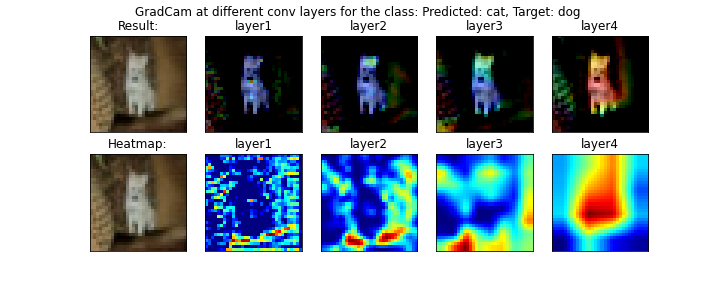 GradCam at different conv layers for the class: Predicted: cat, Target: dog
Result: layer1 layer2 layer3 layer4
Heatmap: layer1 layer2 layer3 layer4